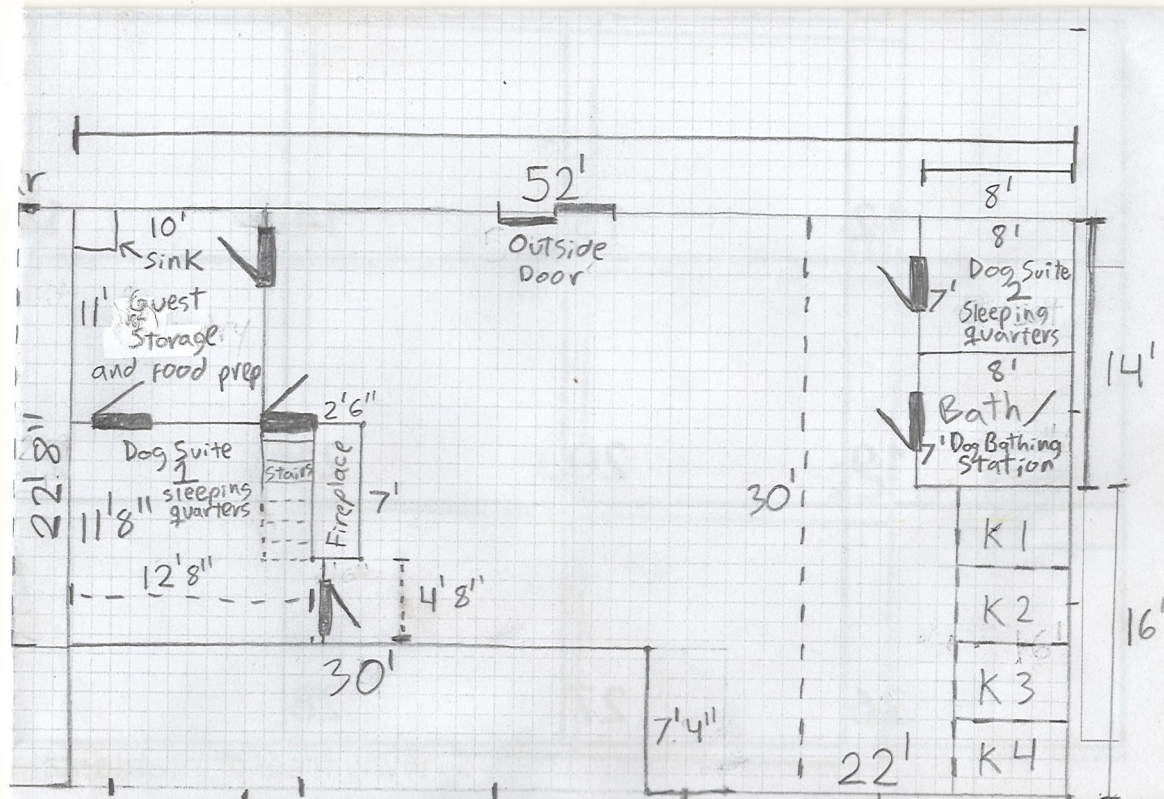 52'
8'
r
10'
Sink
11'
Guest
Storage
and food prep
Outside
Door
8'
Dog Suite
2
Sleeping
quarters
7'
14'
8'
Bath/
7'
Dog Bathing
Station
22'8"
2'6"
Dog Suite
1
sleeping
quarters
11'8"
Stairs
Fireplace
7'
12'8"
4'8"
30'
30'
7'4"
22'
K1
K2
K3
K4
16'